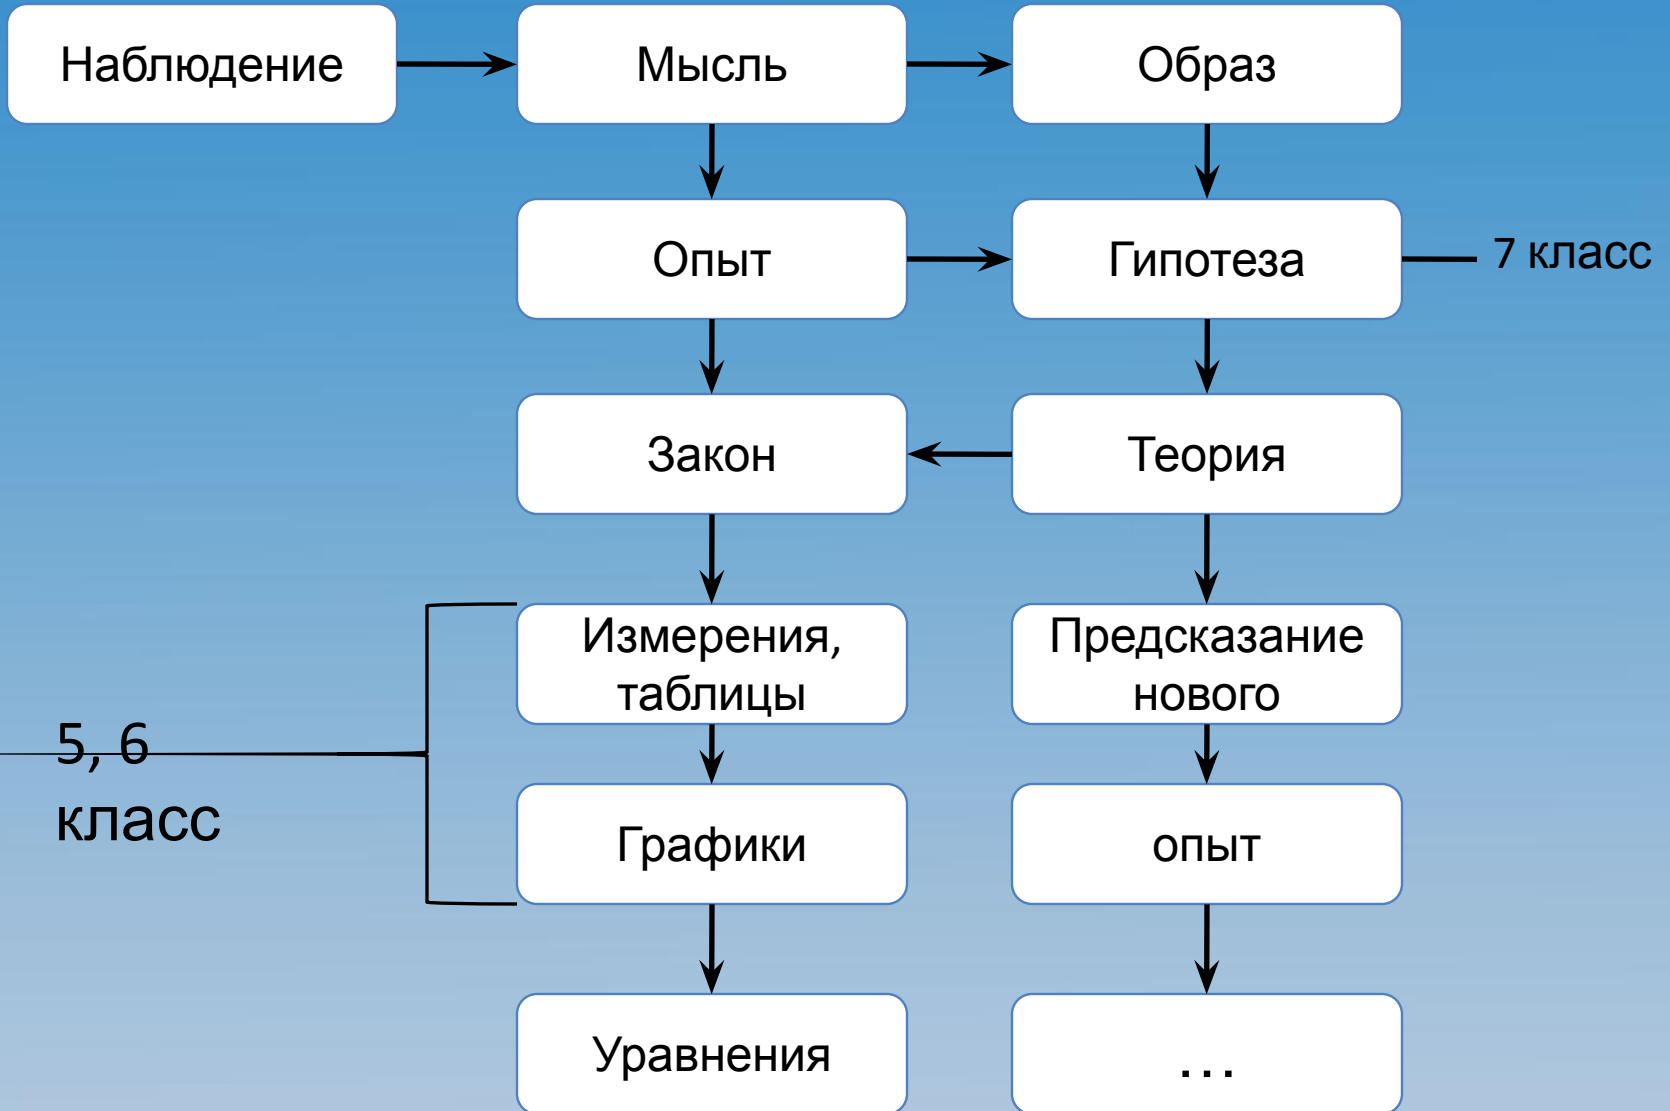 Наблюдение
Мысль
Образ
Опыт
Гипотеза
7 класс
Закон
Теория
Измерения,
таблицы
Предсказание
нового
5, 6
класс
Графики
опыт
Уравнения
...